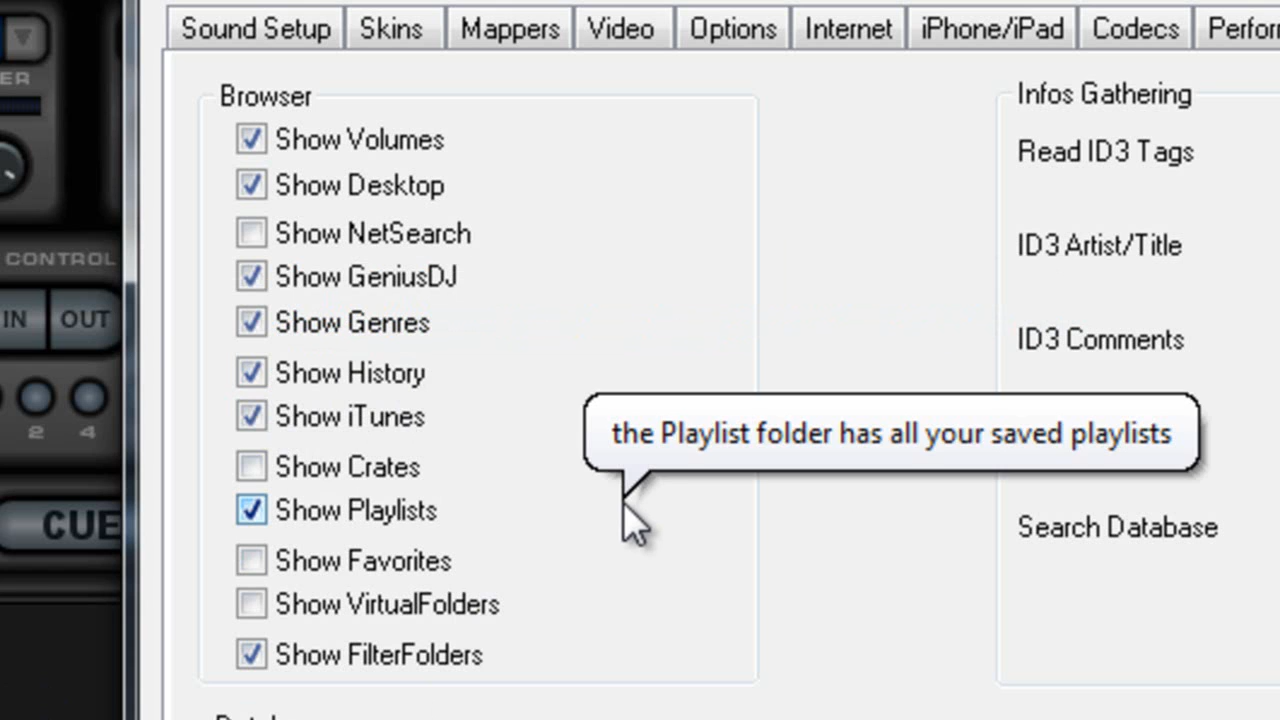 Sound Setup Skins Mappers Video Options Internet iPhone/iPad Codecs
ER
CONTROL
IN OUT
2 4
CUE
Browser
Show Volumes
Show Desktop
Show NetSearch
Show GeniusDJ
Show Genres
Show History
Show iTunes
Show Crates
Show Playlists
Show Favorites
Show VirtualFolders
Show FilterFolders
the Playlist folder has all your saved playlists
Infos Gathering
Read ID3 Tags
ID3 Artist/Title
ID3 Comments
Search Database